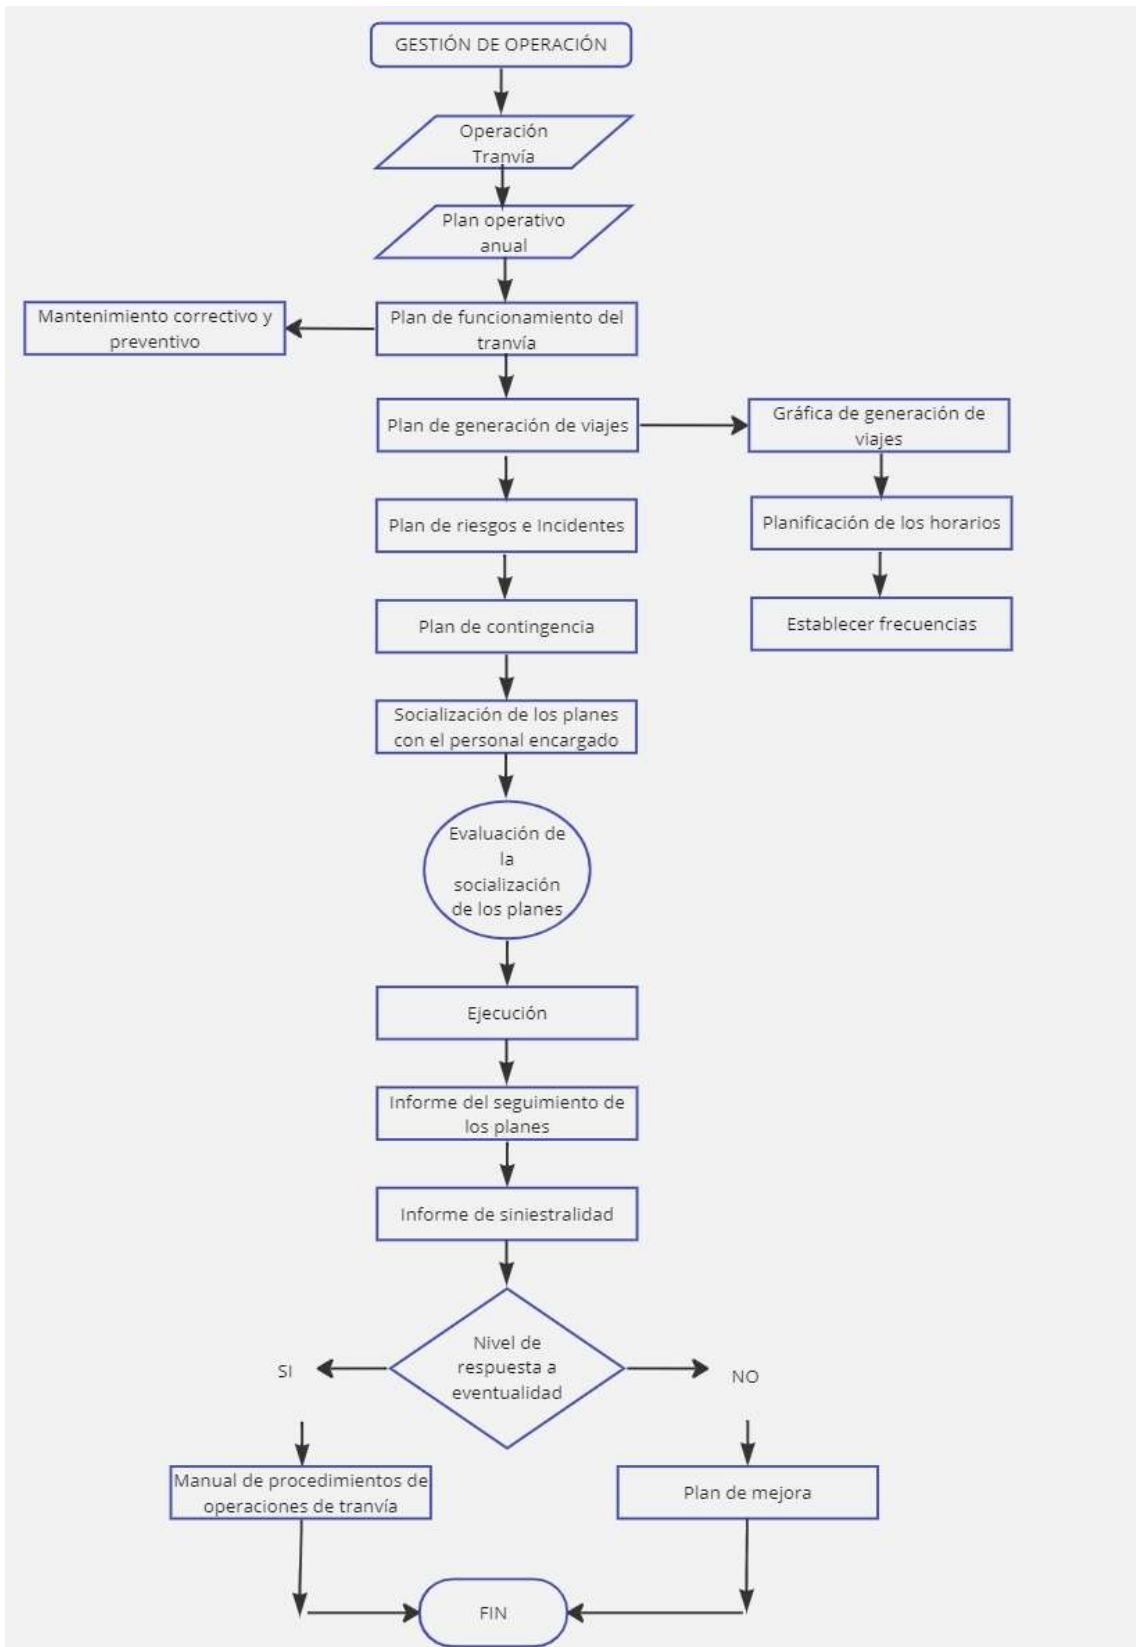 GESTIÓN DE OPERACIÓN
Operación
Tranvía
Plan operativo
anual
Mantenimiento correctivo y
preventivo
Plan de funcionamiento del
tranvía
Plan de generación de viajes
Gráfica de generación de
viajes
Plan de riesgos e Incidentes
Planificación de los horarios
Plan de contingencia
Establecer frecuencias
Socialización de los planes
con el personal encargado
Evaluación de
la
socialización
de los planes
Ejecución
Informe del seguimiento de
los planes
Informe de siniestralidad
Nivel de
respuesta a
eventualidad
SI
NO
Manual de procedimientos de
operaciones de tranvía
Plan de mejora
FIN